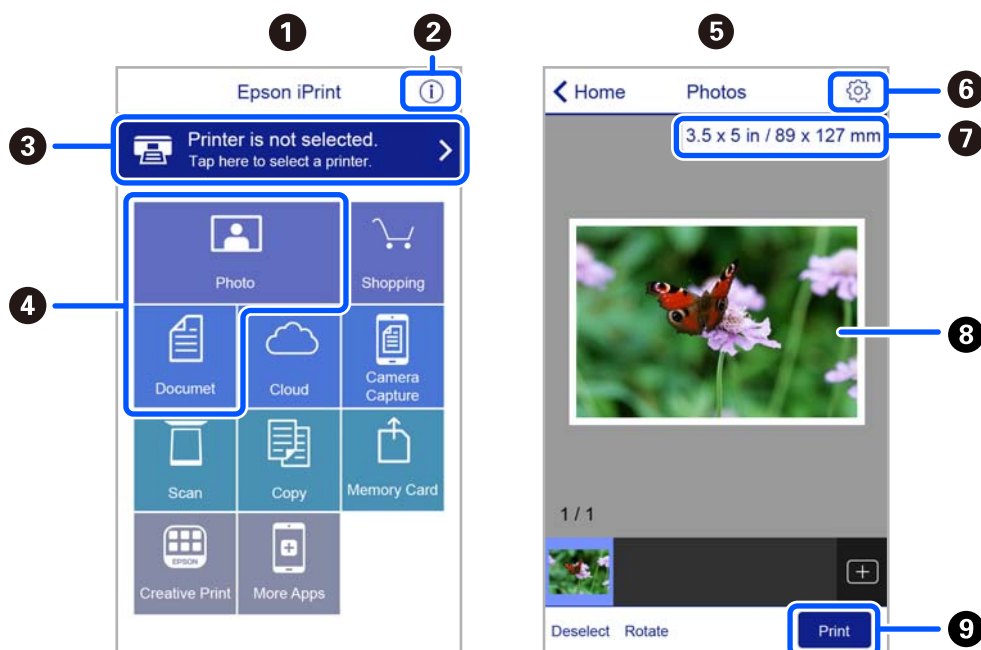 1
2
Epson iPrint
3
Printer is not selected.
Tap here to select a printer.
4
Photo
Shopping
Documet
Cloud
Camera
Capture
Scan
Copy
Memory Card
EPSON
Creative Print
More Apps
5
Home
Photos
6
3.5 x 5 in / 89 x 127 mm
7
8
1 / 1
Deselect
Rotate
Print
9